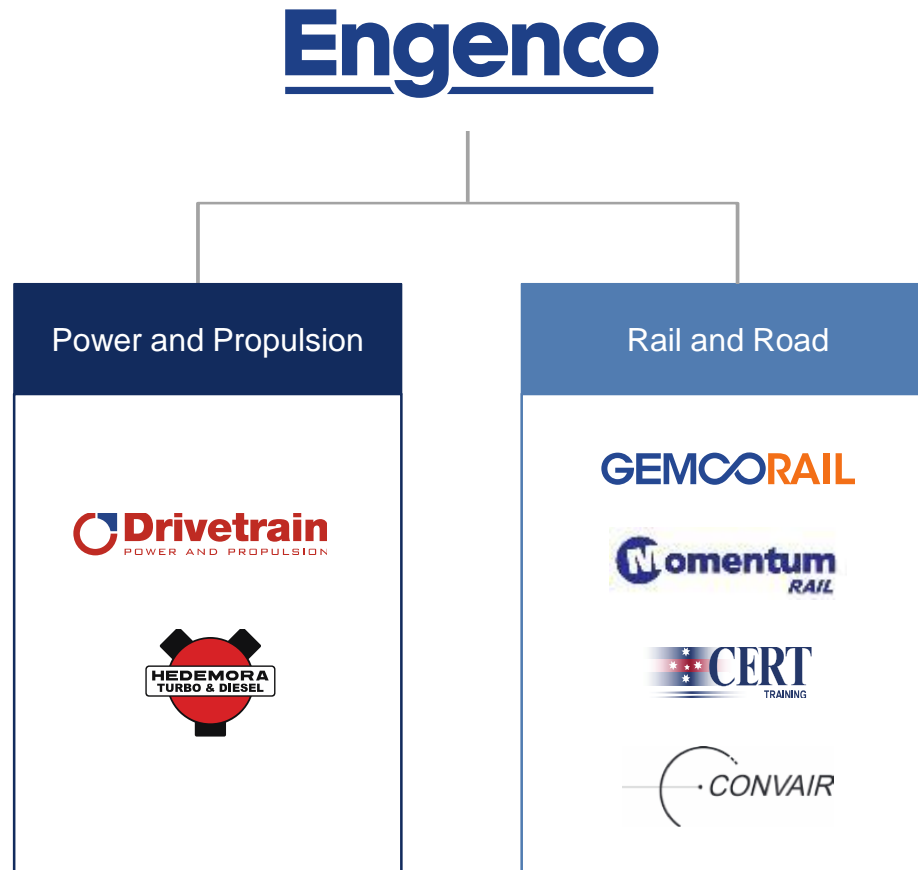 Engenco
Power and Propulsion
Drivetrain
POWER AND PROPULSION
HEDEMORA
TURBO & DIESEL
Rail and Road
GEMCORAIL
Momentum
RAIL
CERT
TRAINING
CONVAIR